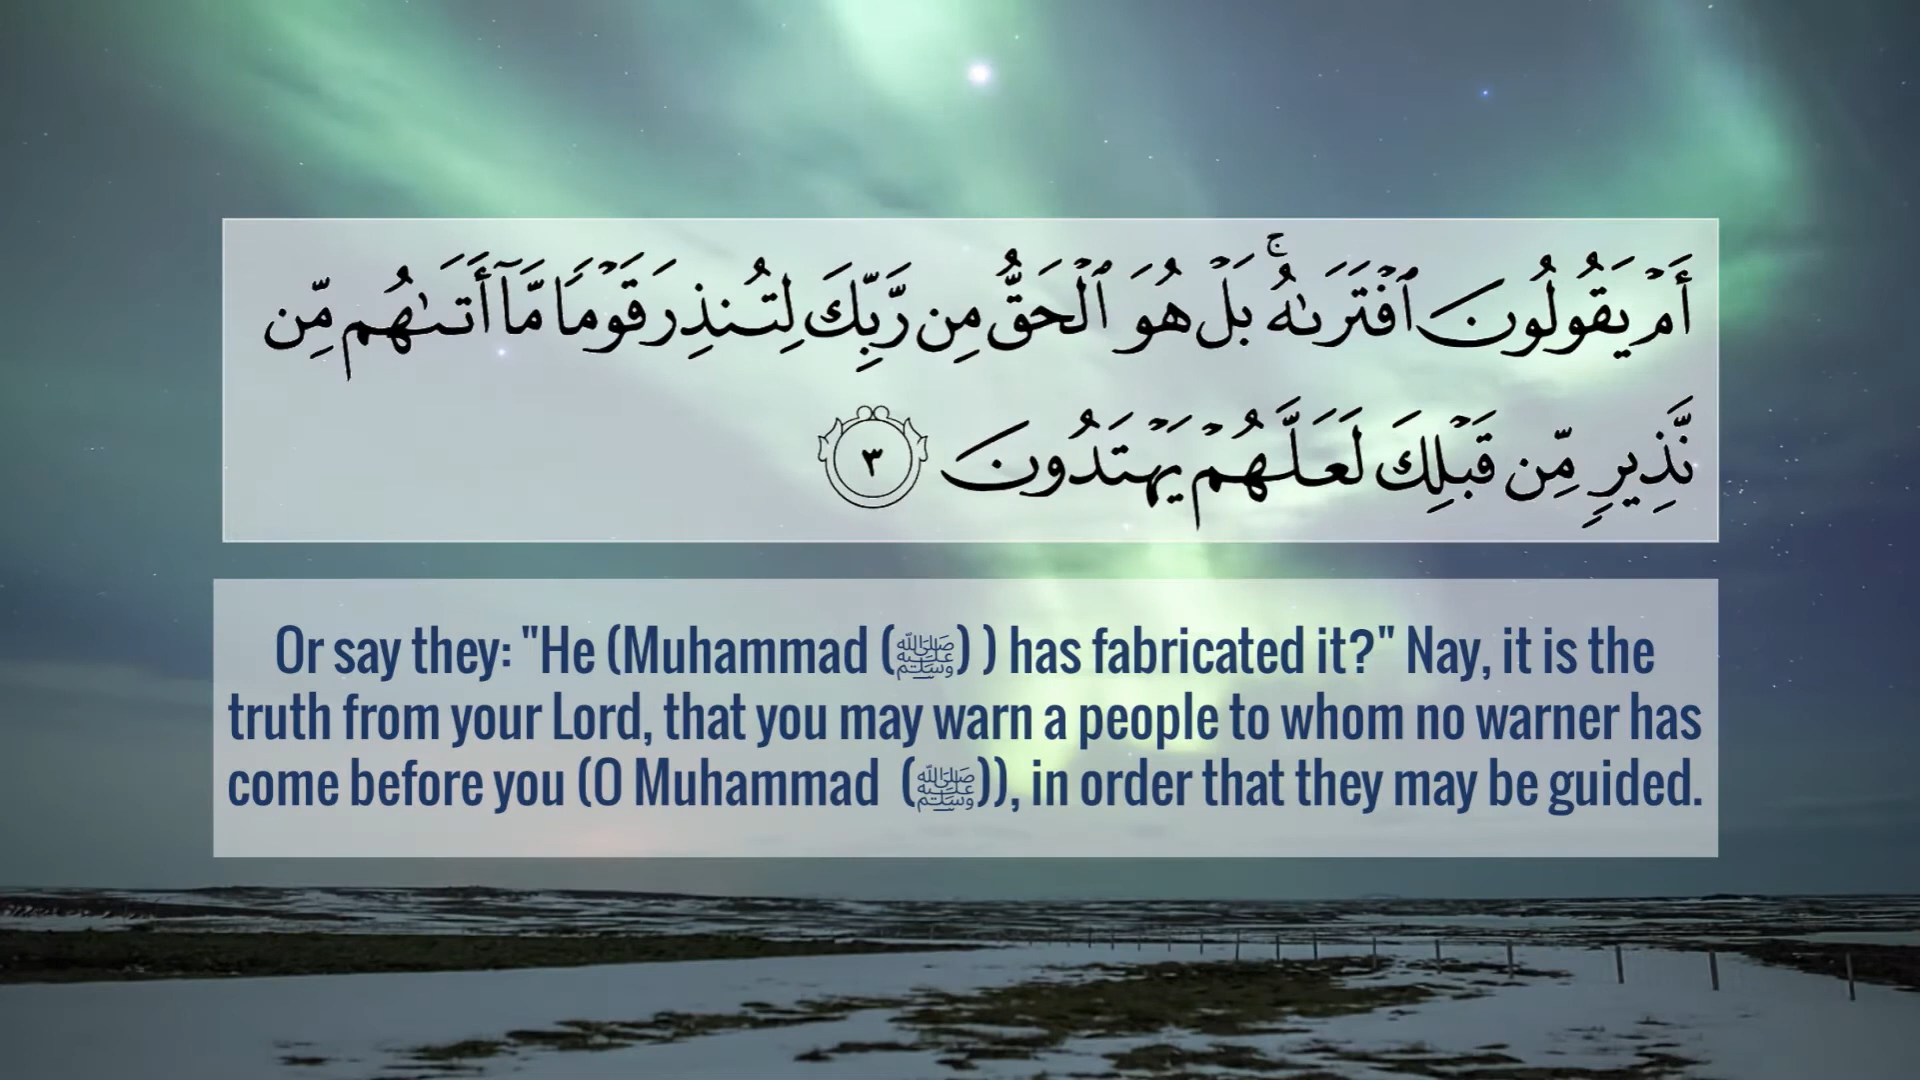 أَمۡ يَقُولُونَ ٱفۡتَرَىٰهُۚ بَلۡ هُوَ ٱلۡحَقُّ مِن رَّبِّكَ لِتُنذِرَ قَوۡمٗا مَّآ أَتَىٰهُم مِّن
نَّذِيرٖ مِّن قَبۡلِكَ لَعَلَّهُمۡ يَهۡتَدُونَ ٣
Or say they: "He (Muhammad (ﷺ) ) has fabricated it?" Nay, it is the
truth from your Lord, that you may warn a people to whom no warner has
come before you (O Muhammad (ﷺ)), in order that they may be guided.